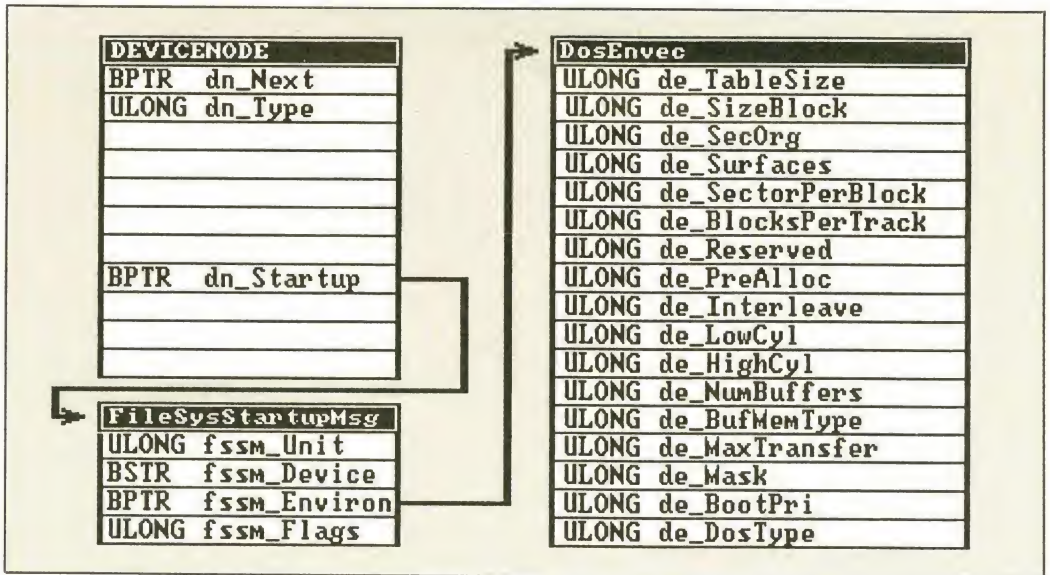 DEVICENODE
BPTR dn_Next
ULONG dn_Type
BPTR dn_Startup
FileSysStartupMsg
ULONG fssm_Unit
BSTR fssm_Device
BPTR fssm_Environ
ULONG fssm_Flags
DosEnvec
ULONG de_TableSize
ULONG de_SizeBlock
ULONG de_SecOrg
ULONG de_Surfaces
ULONG de_SectorPerBlock
ULONG de_BlocksPerTrack
ULONG de_Reserved
ULONG de_PreAlloc
ULONG de_Interleave
ULONG de_LowCyl
ULONG de_HighCyl
ULONG de_NumBuffers
ULONG de_BufMemType
ULONG de_MaxTransfer
ULONG de_Mask
ULONG de_BootPri
ULONG de_DosType